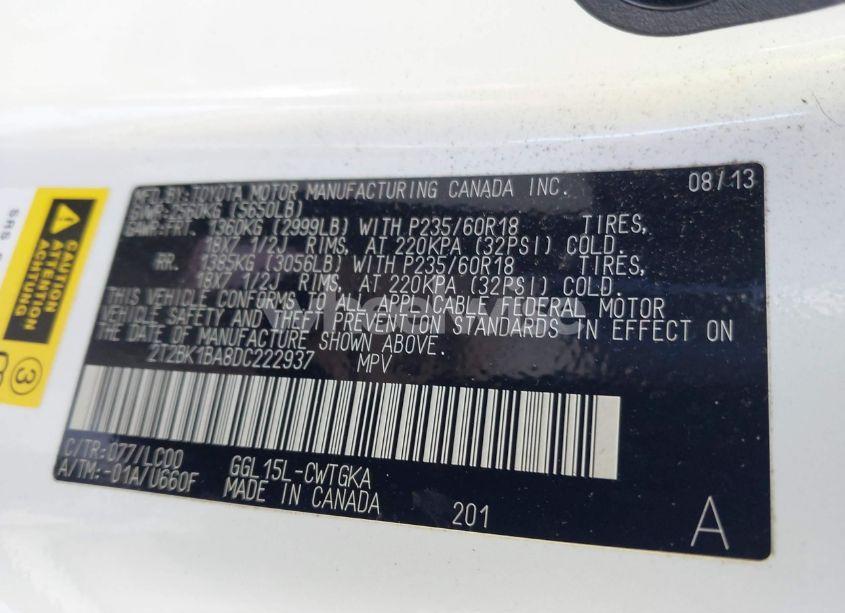 MFD BY: TOYOTA MOTOR MANUFACTURING CANADA INC. 08/13
GVWR: 2560KG (5650LB)
GAWR: FRT. 1360KG (2999LB) WITH P235/60R18 TIRES,
18X7 1/2J RIMS, AT 220KPA (32PSI) COLD.
RR. 1385KG (3056LB) WITH P235/60R18 TIRES,
18X7 1/2J RIMS, AT 220KPA (32PSI) COLD.
THIS VEHICLE CONFORMS TO ALL APPLICABLE FEDERAL MOTOR
VEHICLE SAFETY AND THEFT PREVENTION STANDARDS IN EFFECT ON
THE DATE OF MANUFACTURE SHOWN ABOVE.
2T2BK1BA8DC222937 MPV
C/TR: 077/LC00 GGL15L-CWTGKA
A/TM: -01A/U660F MADE IN CANADA 201 A
CAUTION
ATTENTION
ACHTUNG
3
SRS